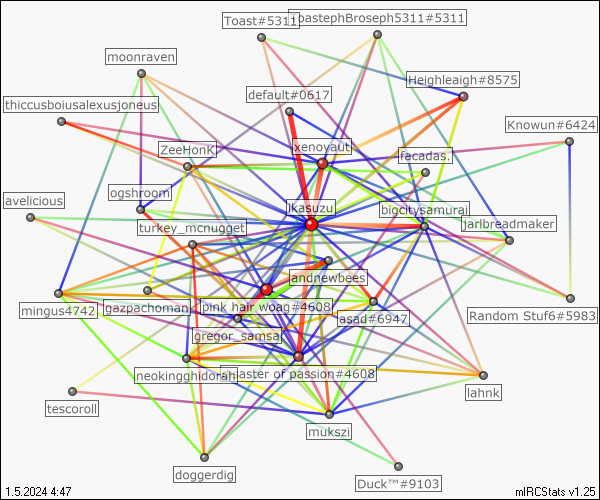 Toast#5311
ToastephBroseph5311#5311
moonraven
Heighleigh#8575
default#0617
thiccusboiusalexusjoneus
Knowun#6424
xenoyaut
ZeeHonk
facadas.
ogshroom
avelicious
ikasuzu
bigcitysamurai
jarlbreadmaker
turkey_mcnugget
landnewbees
mingus4742
gazpachoman
pink hair woag#4608
asad#6947
Random Stuf6#5983
gregor_samsa
neokingghidorah
master of passion#4608
lahnk
tescoroll
mukszi
doggerdig
Duck™#9103
1.5.2024 4:47
mIRCStats v1.25